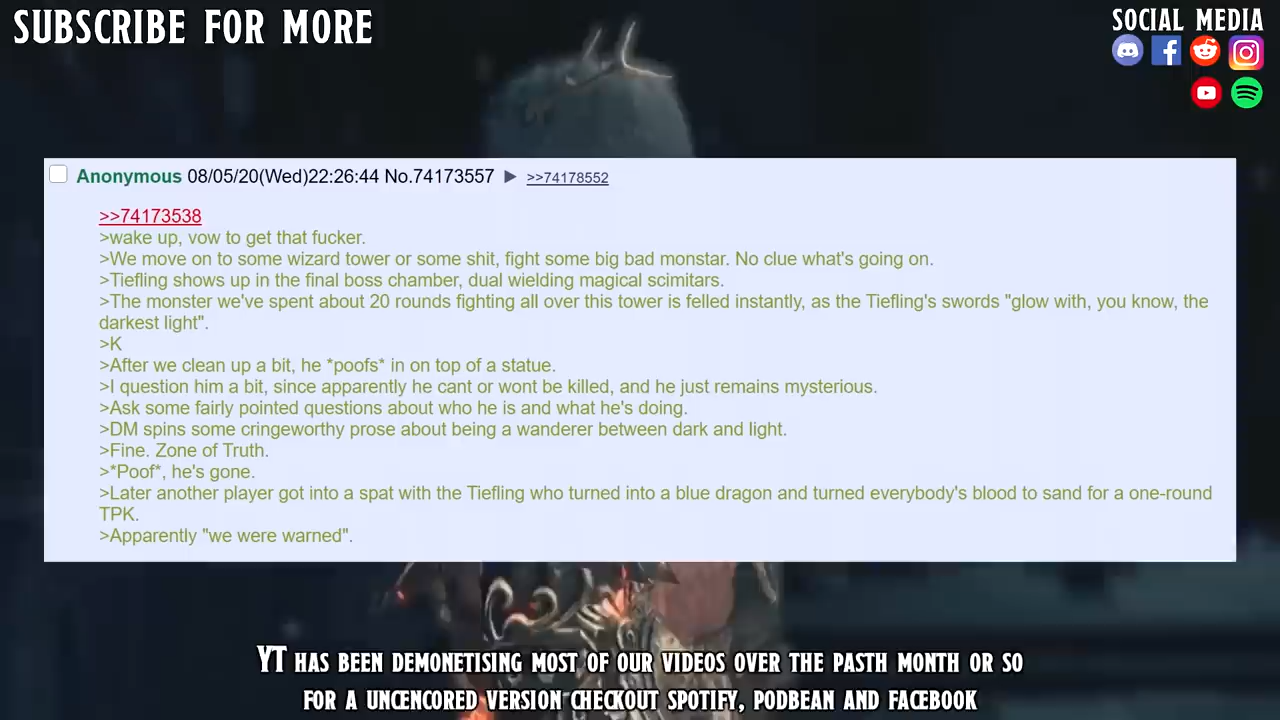 SUBSCRIBE FOR MORE
SOCIAL MEDIA
Anonymous 08/05/20(Wed)22:26:44 No.74173557 ▶ >>74178552
>>74173538
>wake up, vow to get that fucker.
>We move on to some wizard tower or some shit, fight some big bad monstar. No clue what's going on.
>Tiefling shows up in the final boss chamber, dual wielding magical scimitars.
>The monster we've spent about 20 rounds fighting all over this tower is felled instantly, as the Tiefling's swords "glow with, you know, the
darkest light".
>K
>After we clean up a bit, he *poofs* in on top of a statue.
>I question him a bit, since apparently he cant or wont be killed, and he just remains mysterious.
>Ask some fairly pointed questions about who he is and what he's doing.
>DM spins some cringeworthy prose about being a wanderer between dark and light.
>Fine. Zone of Truth.
>*Poof*, he's gone.
>Later another player got into a spat with the Tiefling who turned into a blue dragon and turned everybody's blood to sand for a one-round
TPK.
>Apparently "we were warned".
YT HAS BEEN DEMONETISING MOST OF OUR VIDEOS OVER THE PASTH MONTH OR SO
FOR A UNCENCORED VERSION CHECKOUT SPOTIFY, PODBEAN AND FACEBOOK